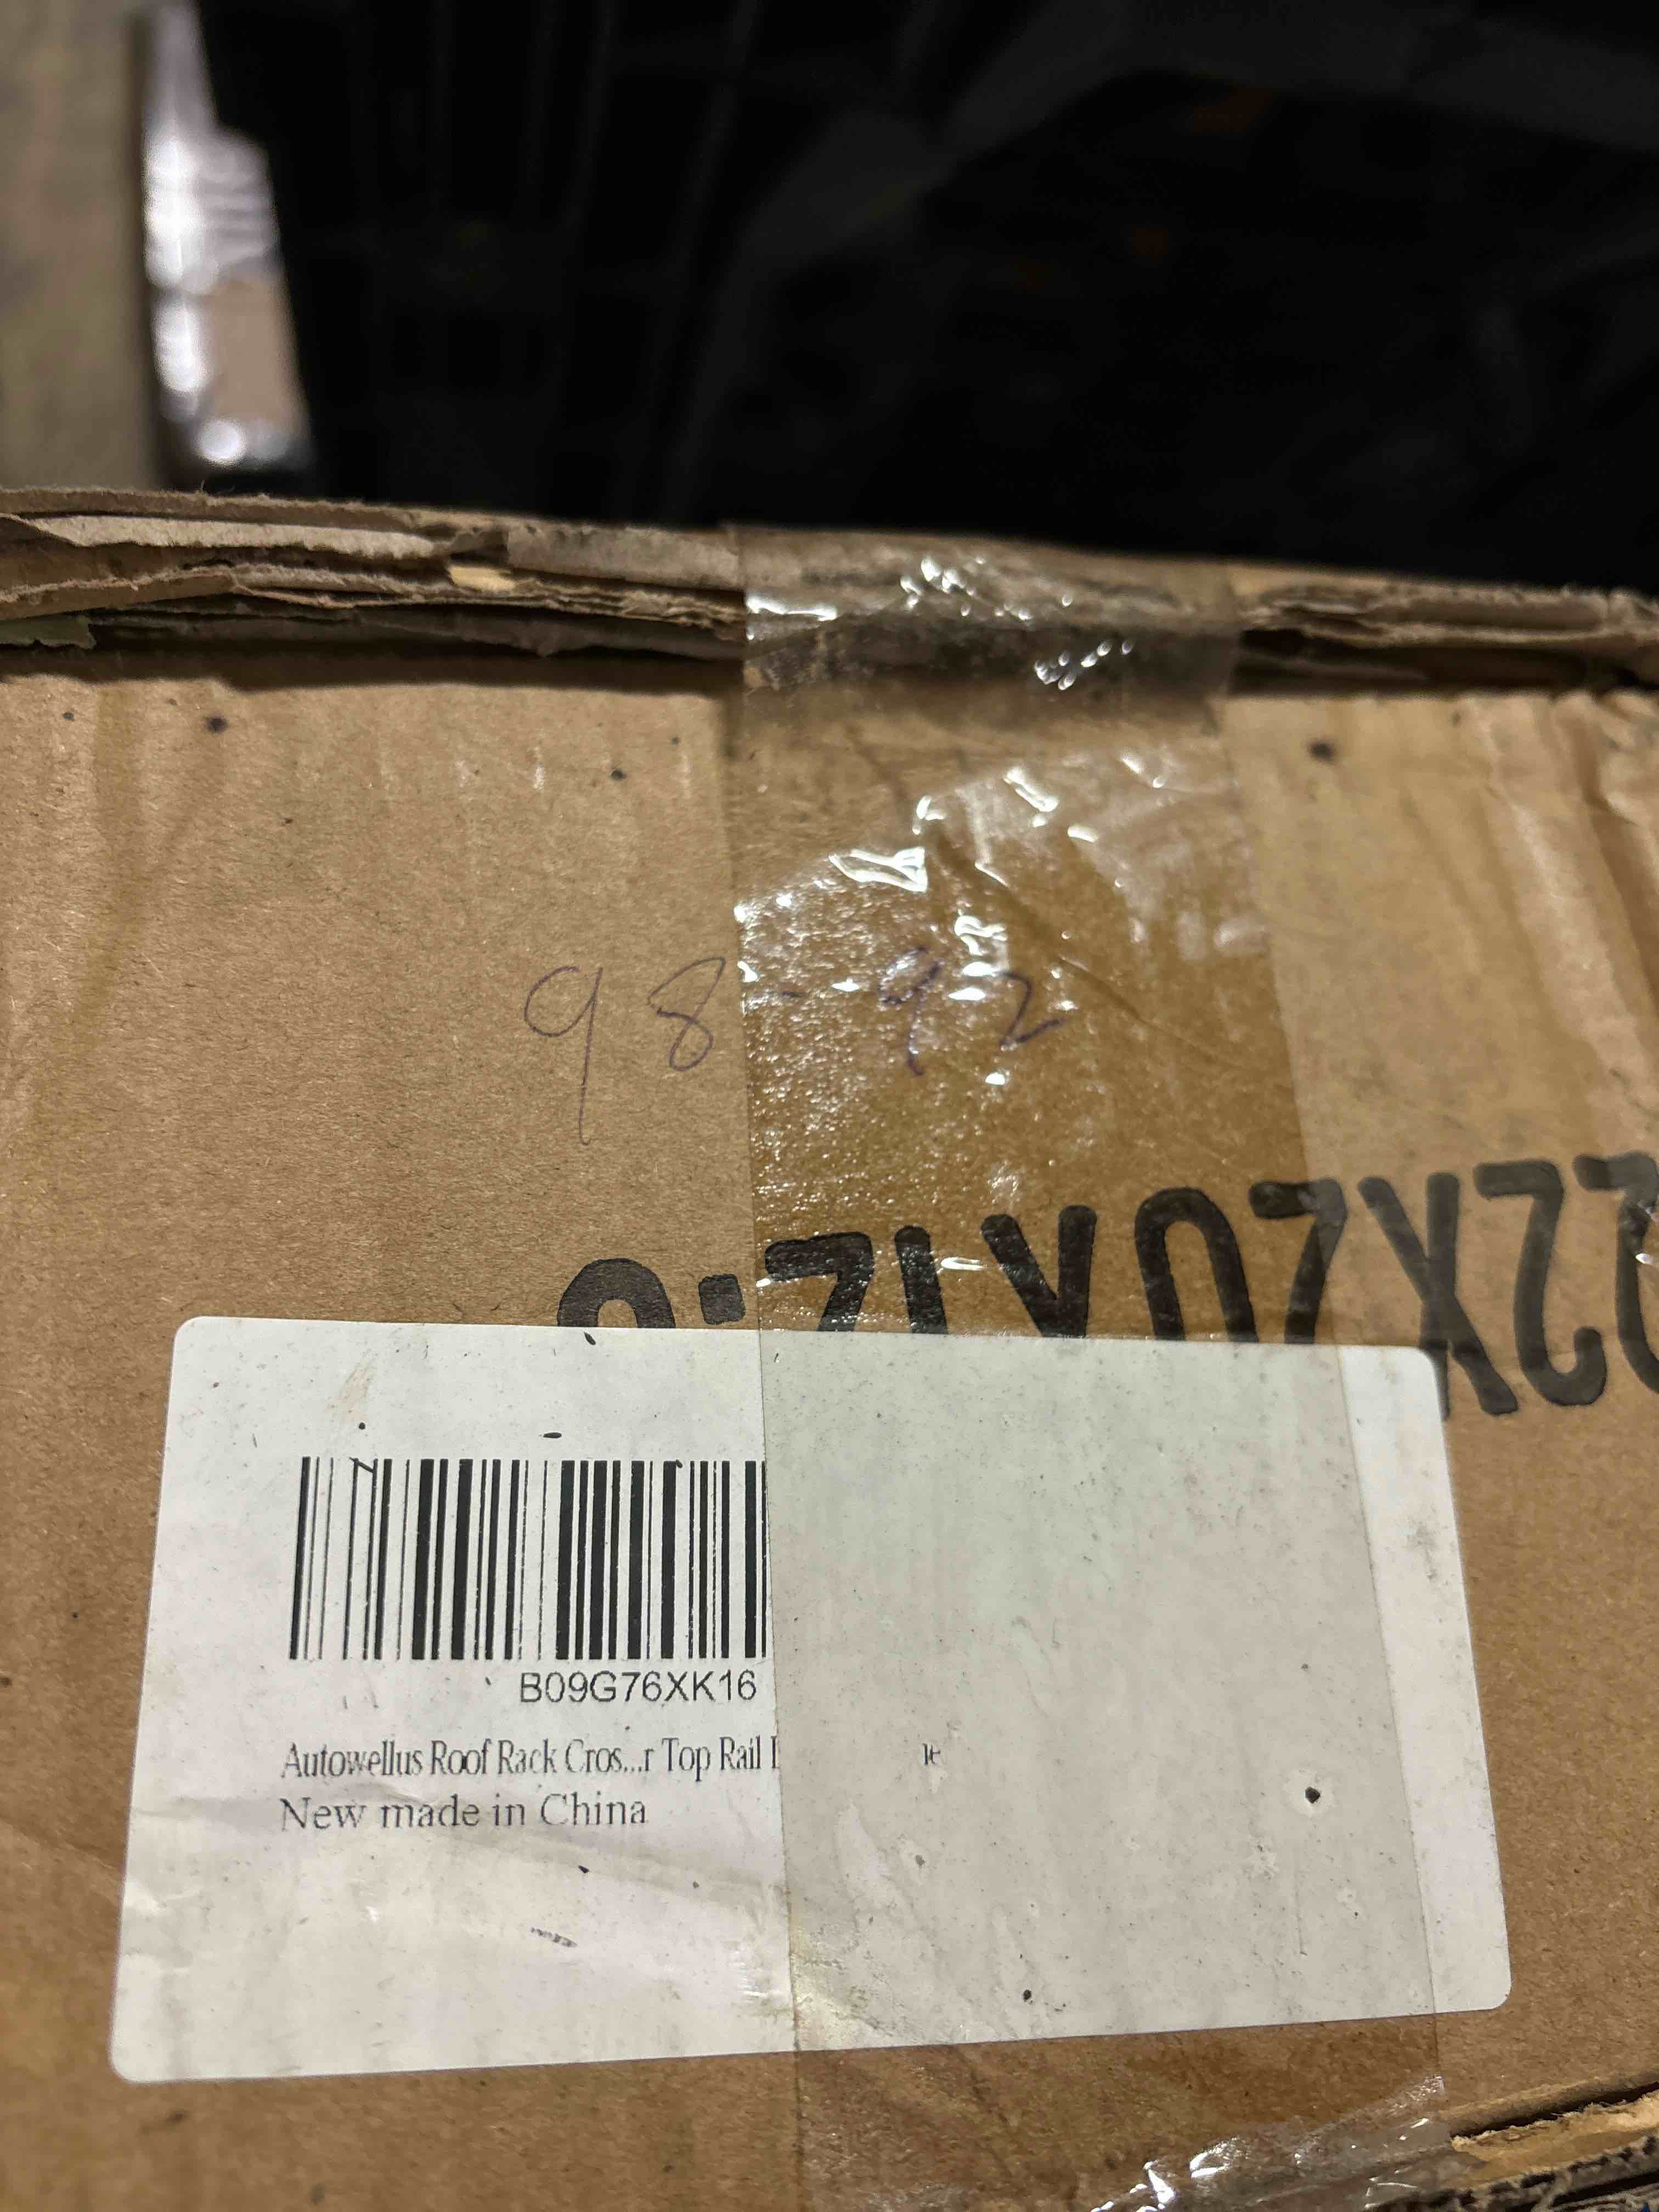 98-92
22X20X12.0
B09G76XK16
Autowellus Roof Rack Cros...r Top Rail
New made in China